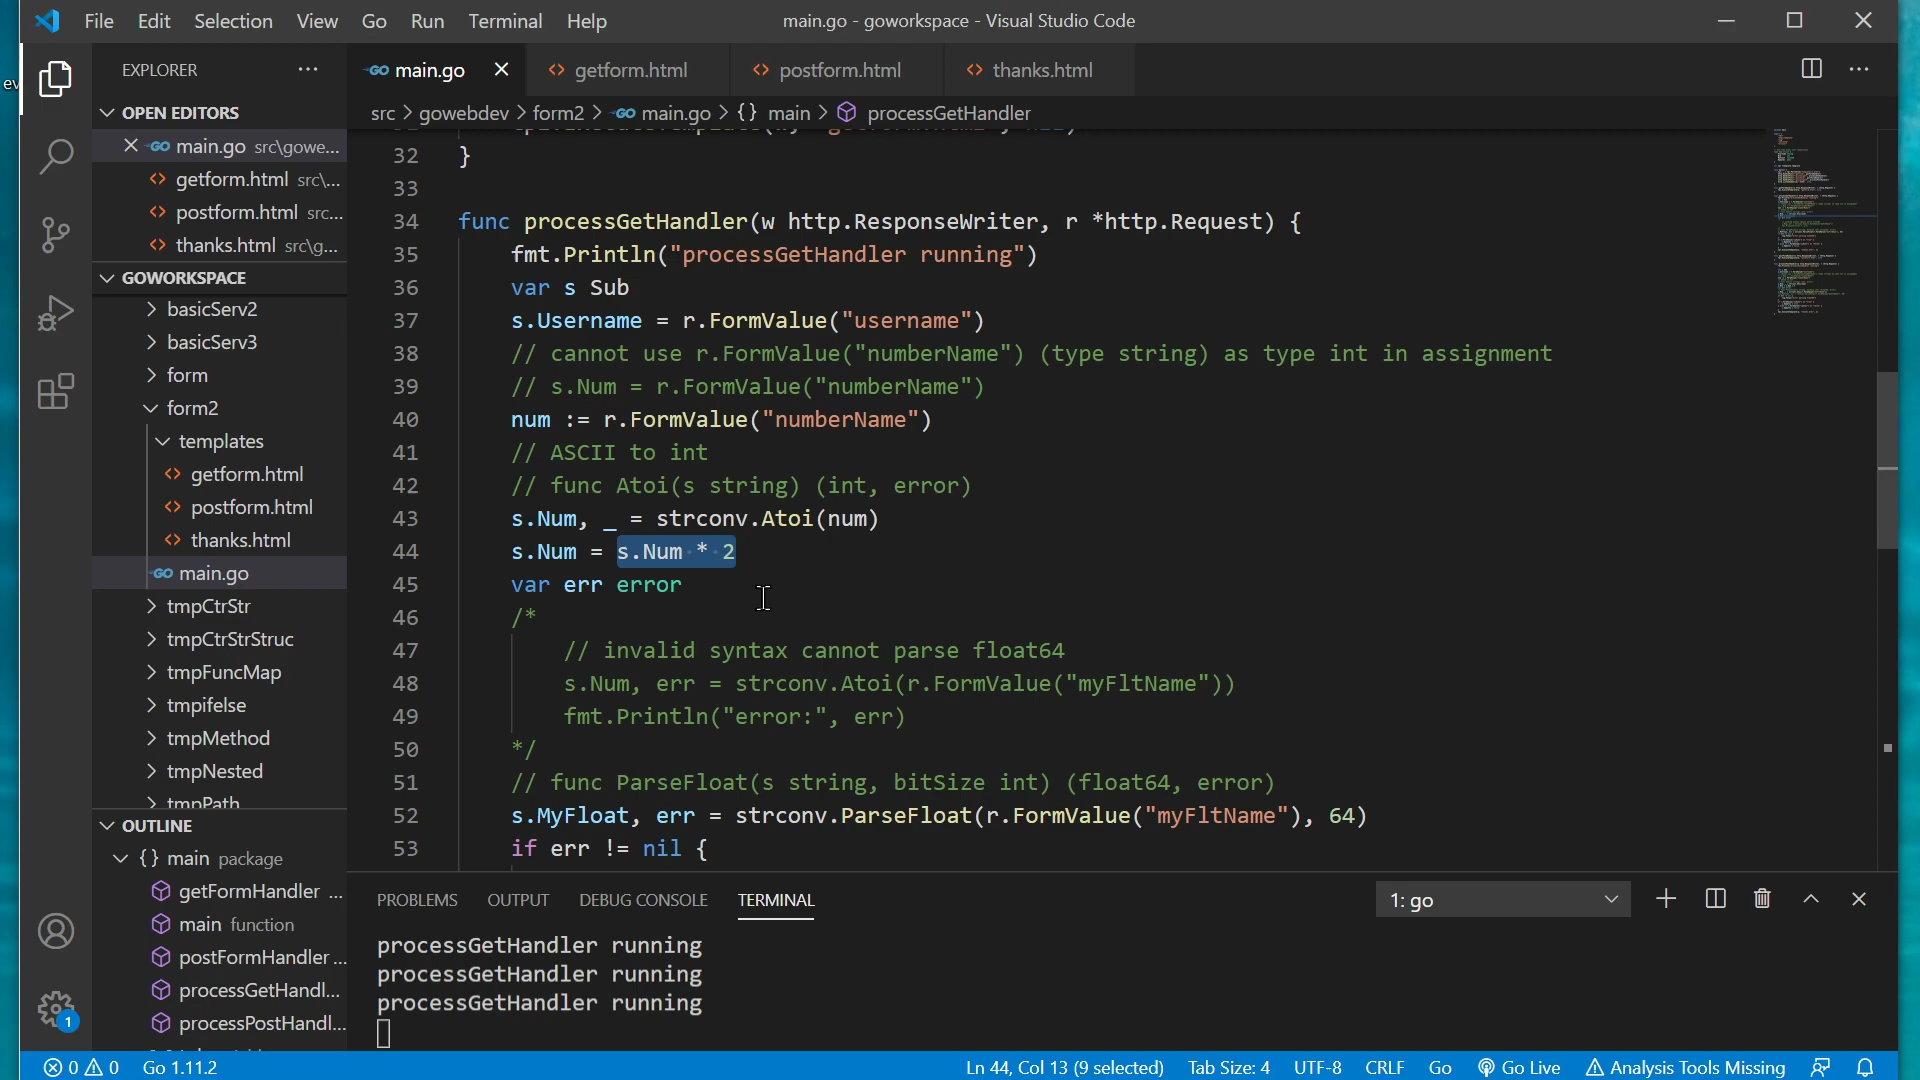 File Edit Selection View Go Run Terminal Help
main.go - goworkspace - Visual Studio Code
ev
EXPLORER
OPEN EDITORS
main.go src\gowe...
getform.html src\...
postform.html src...
thanks.html src\g...
GOWORKSPACE
basicServ2
basicServ3
form
form2
templates
getform.html
postform.html
thanks.html
main.go
tmpCtrStr
tmpCtrStrStruc
tmpFuncMap
tmpifelse
tmpMethod
tmpNested
tmpPath
OUTLINE
{} main package
getFormHandler ...
main function
postFormHandler ...
processGetHandl...
processPostHandl...
main.go
getform.html
postform.html
thanks.html
src > gowebdev > form2 > main.go > {} main > processGetHandler
32 }
33
34 func processGetHandler(w http.ResponseWriter, r *http.Request) {
35 fmt.Println("processGetHandler running")
36 var s Sub
37 s.Username = r.FormValue("username")
38 // cannot use r.FormValue("numberName") (type string) as type int in assignment
39 // s.Num = r.FormValue("numberName")
40 num := r.FormValue("numberName")
41 // ASCII to int
42 // func Atoi(s string) (int, error)
43 s.Num, _ = strconv.Atoi(num)
44 s.Num = s.Num * 2
45 var err error
46 /*
47 // invalid syntax cannot parse float64
48 s.Num, err = strconv.Atoi(r.FormValue("myFltName"))
49 fmt.Println("error:", err)
50 */
51 // func ParseFloat(s string, bitSize int) (float64, error)
52 s.MyFloat, err = strconv.ParseFloat(r.FormValue("myFltName"), 64)
53 if err != nil {
PROBLEMS OUTPUT DEBUG CONSOLE TERMINAL
1: go
processGetHandler running
processGetHandler running
processGetHandler running
1
0 0 Go 1.11.2
Ln 44, Col 13 (9 selected) Tab Size: 4 UTF-8 CRLF Go Go Live Analysis Tools Missing